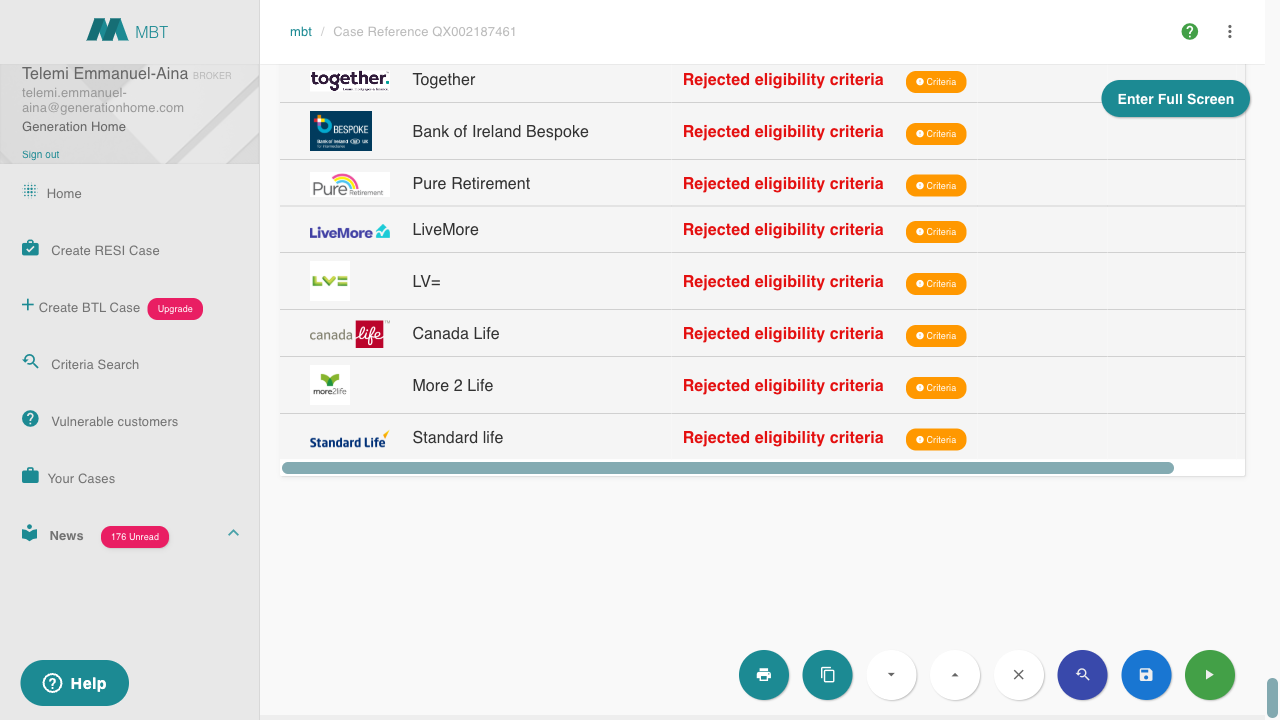 MBT
mbt / Case Reference QX002187461
Telemi Emmanuel-Aina BROKER
telemi.emmanuel-
aina@generationhome.com
Generation Home
Sign out
Home
Create RESI Case
Create BTL Case Upgrade
Criteria Search
Vulnerable customers
Your Cases
News 176 Unread
Help
together. Together Rejected eligibility criteria Criteria
Enter Full Screen
BESPOKE Bank of Ireland UK Bank of Ireland Bespoke Rejected eligibility criteria Criteria
Pure Retirement Pure Retirement Rejected eligibility criteria Criteria
LiveMore LiveMore Rejected eligibility criteria Criteria
LV= LV= Rejected eligibility criteria Criteria
canada life Canada Life Rejected eligibility criteria Criteria
more2life More 2 Life Rejected eligibility criteria Criteria
Standard Life Standard life Rejected eligibility criteria Criteria